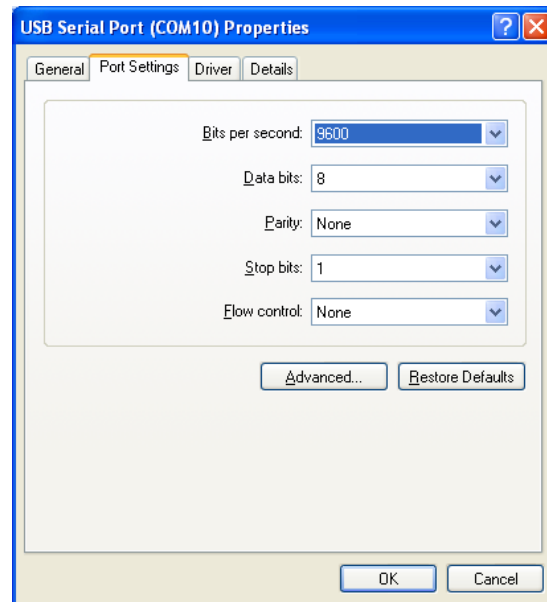 USB Serial Port (COM10) Properties
General Port Settings Driver Details
Bits per second: 9600
Data bits: 8
Parity: None
Stop bits: 1
Flow control: None
Advanced... Restore Defaults
OK Cancel